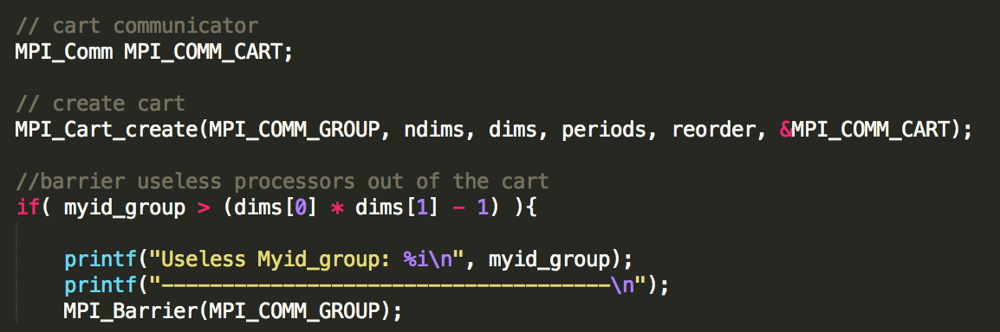 // cart communicator
MPI_Comm MPI_COMM_CART;
// create cart
MPI_Cart_create(MPI_COMM_GROUP, ndims, dims, periods, reorder, &MPI_COMM_CART);
//barrier useless processors out of the cart
if( myid_group > (dims[0] * dims[1] - 1) ){
printf("Useless Myid_group: %i\n", myid_group);
printf("-------------------------------------\n");
MPI_Barrier(MPI_COMM_GROUP);